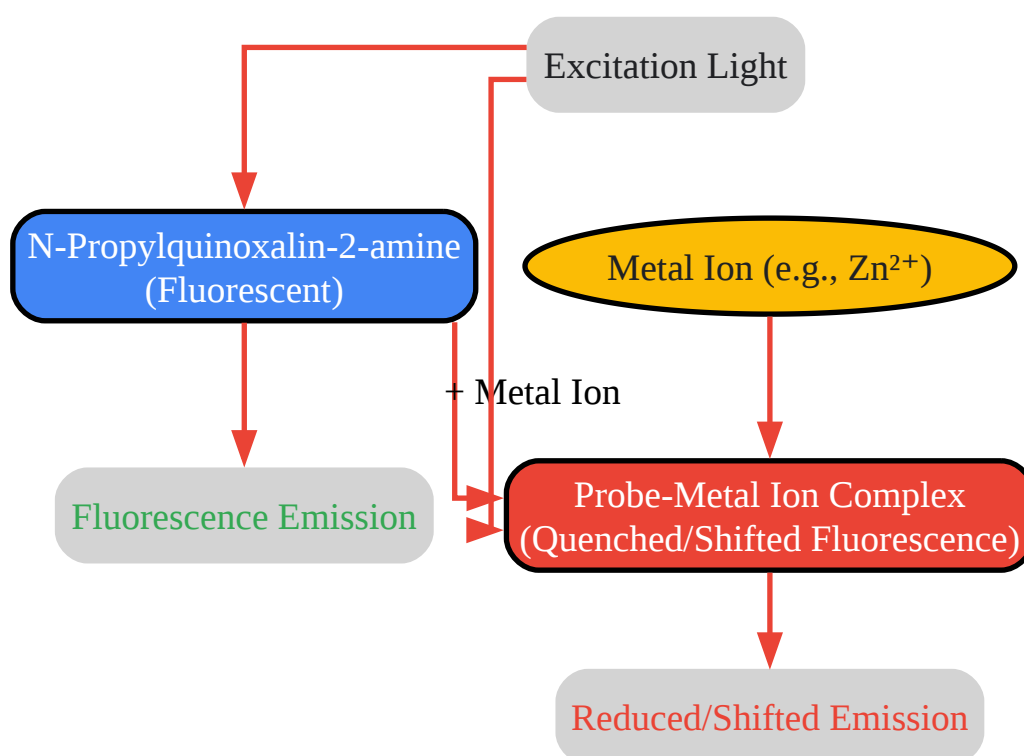 Excitation Light
N-Propylquinoxalin-2-amine
(Fluorescent)
Metal Ion (e.g., Zn²⁺)
+ Metal Ion
Fluorescence Emission
Probe-Metal Ion Complex
(Quenched/Shifted Fluorescence)
Reduced/Shifted Emission